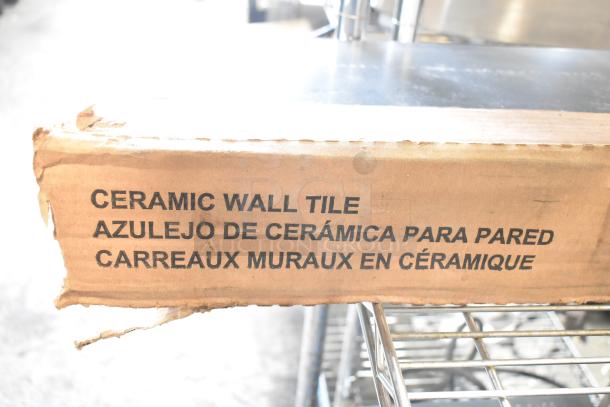 CERAMIC WALL TILE
AZULEJO DE CERÁMICA PARA PARED
CARREAUX MURAUX EN CÉRAMIQUE